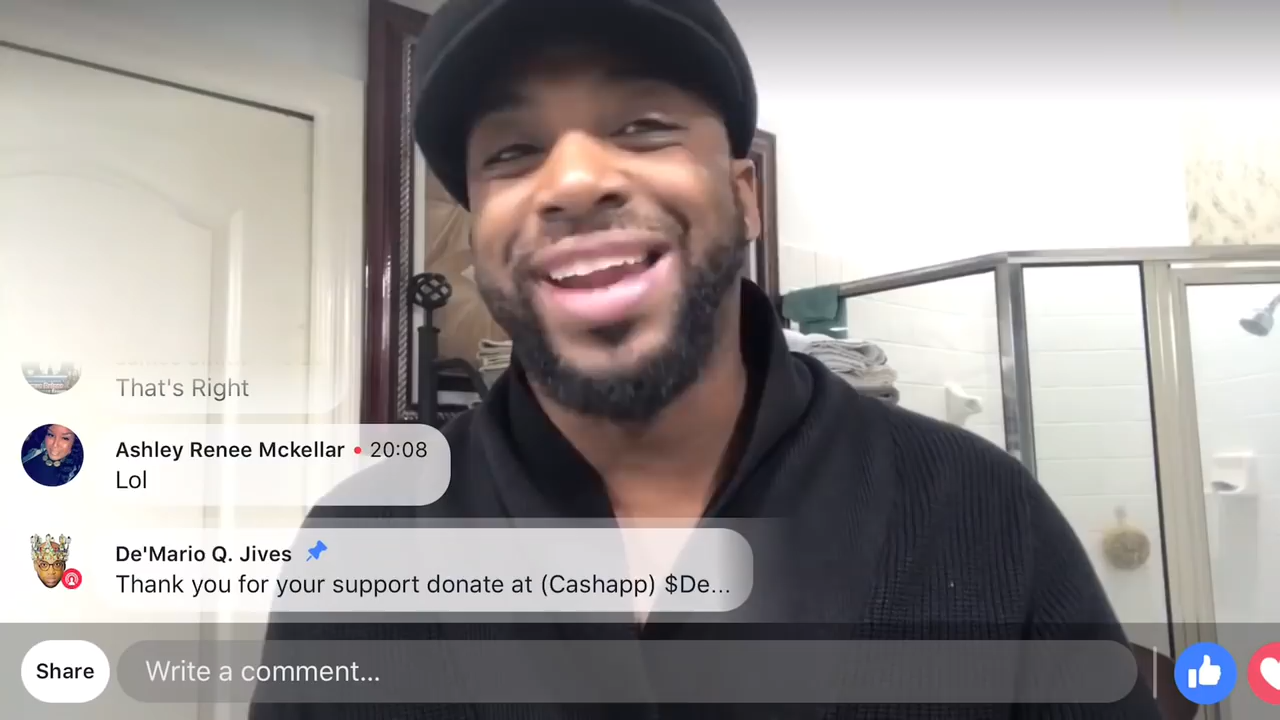 That's Right
Ashley Renee Mckellar • 20:08
Lol
De'Mario Q. Jives
Thank you for your support donate at (Cashapp) $De...
Share
Write a comment...